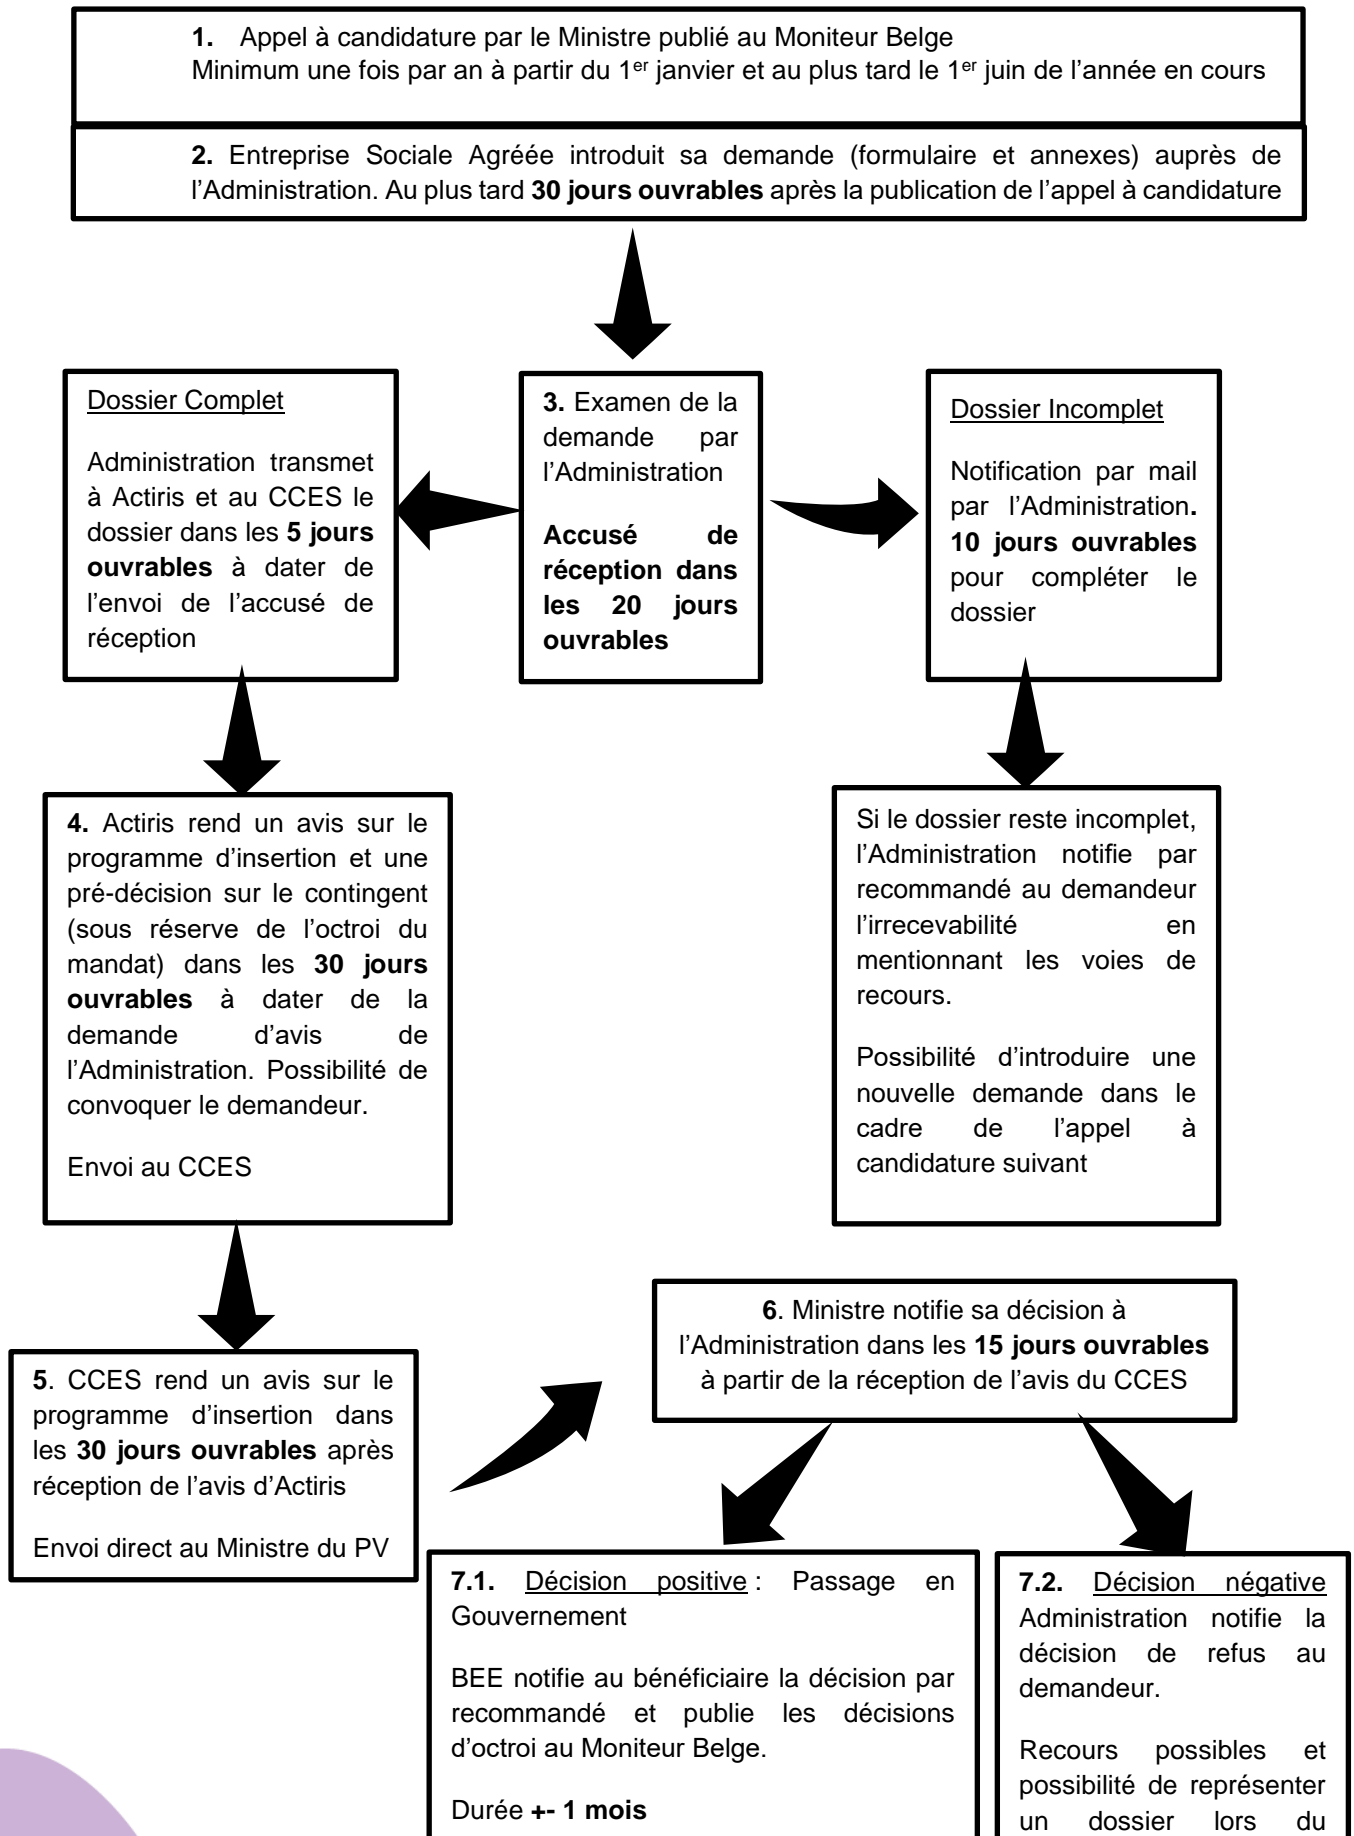 1. Appel à candidature par le Ministre publié au Moniteur Belge
Minimum une fois par an à partir du 1er janvier et au plus tard le 1er juin de l’année en cours
2. Entreprise Sociale Agréée introduit sa demande (formulaire et annexes) auprès de
l’Administration. Au plus tard 30 jours ouvrables après la publication de l’appel à candidature
Dossier Complet
Administration transmet
à Actiris et au CCES le
dossier dans les 5 jours
ouvrables à dater de
l’envoi de l’accusé de
réception
3. Examen de la
demande par
l’Administration
Accusé de
réception dans
les 20 jours
ouvrables
Dossier Incomplet
Notification par mail
par l’Administration.
10 jours ouvrables
pour compléter le
dossier
4. Actiris rend un avis sur le
programme d’insertion et une
pré-décision sur le contingent
(sous réserve de l’octroi du
mandat) dans les 30 jours
ouvrables à dater de la
demande d’avis de
l’Administration. Possibilité de
convoquer le demandeur.
Envoi au CCES
Si le dossier reste incomplet,
l’Administration notifie par
recommandé au demandeur
l’irrecevabilité en
mentionnant les voies de
recours.
Possibilité d’introduire une
nouvelle demande dans le
cadre de l’appel à
candidature suivant
5. CCES rend un avis sur le
programme d’insertion dans
les 30 jours ouvrables après
réception de l’avis d’Actiris
Envoi direct au Ministre du PV
6. Ministre notifie sa décision à
l’Administration dans les 15 jours ouvrables
à partir de la réception de l’avis du CCES
7.1. Décision positive : Passage en
Gouvernement
BEE notifie au bénéficiaire la décision par
recommandé et publie les décisions
d’octroi au Moniteur Belge.
Durée +- 1 mois
7.2. Décision négative
Administration notifie la
décision de refus au
demandeur.
Recours possibles et
possibilité de représenter
un dossier lors du